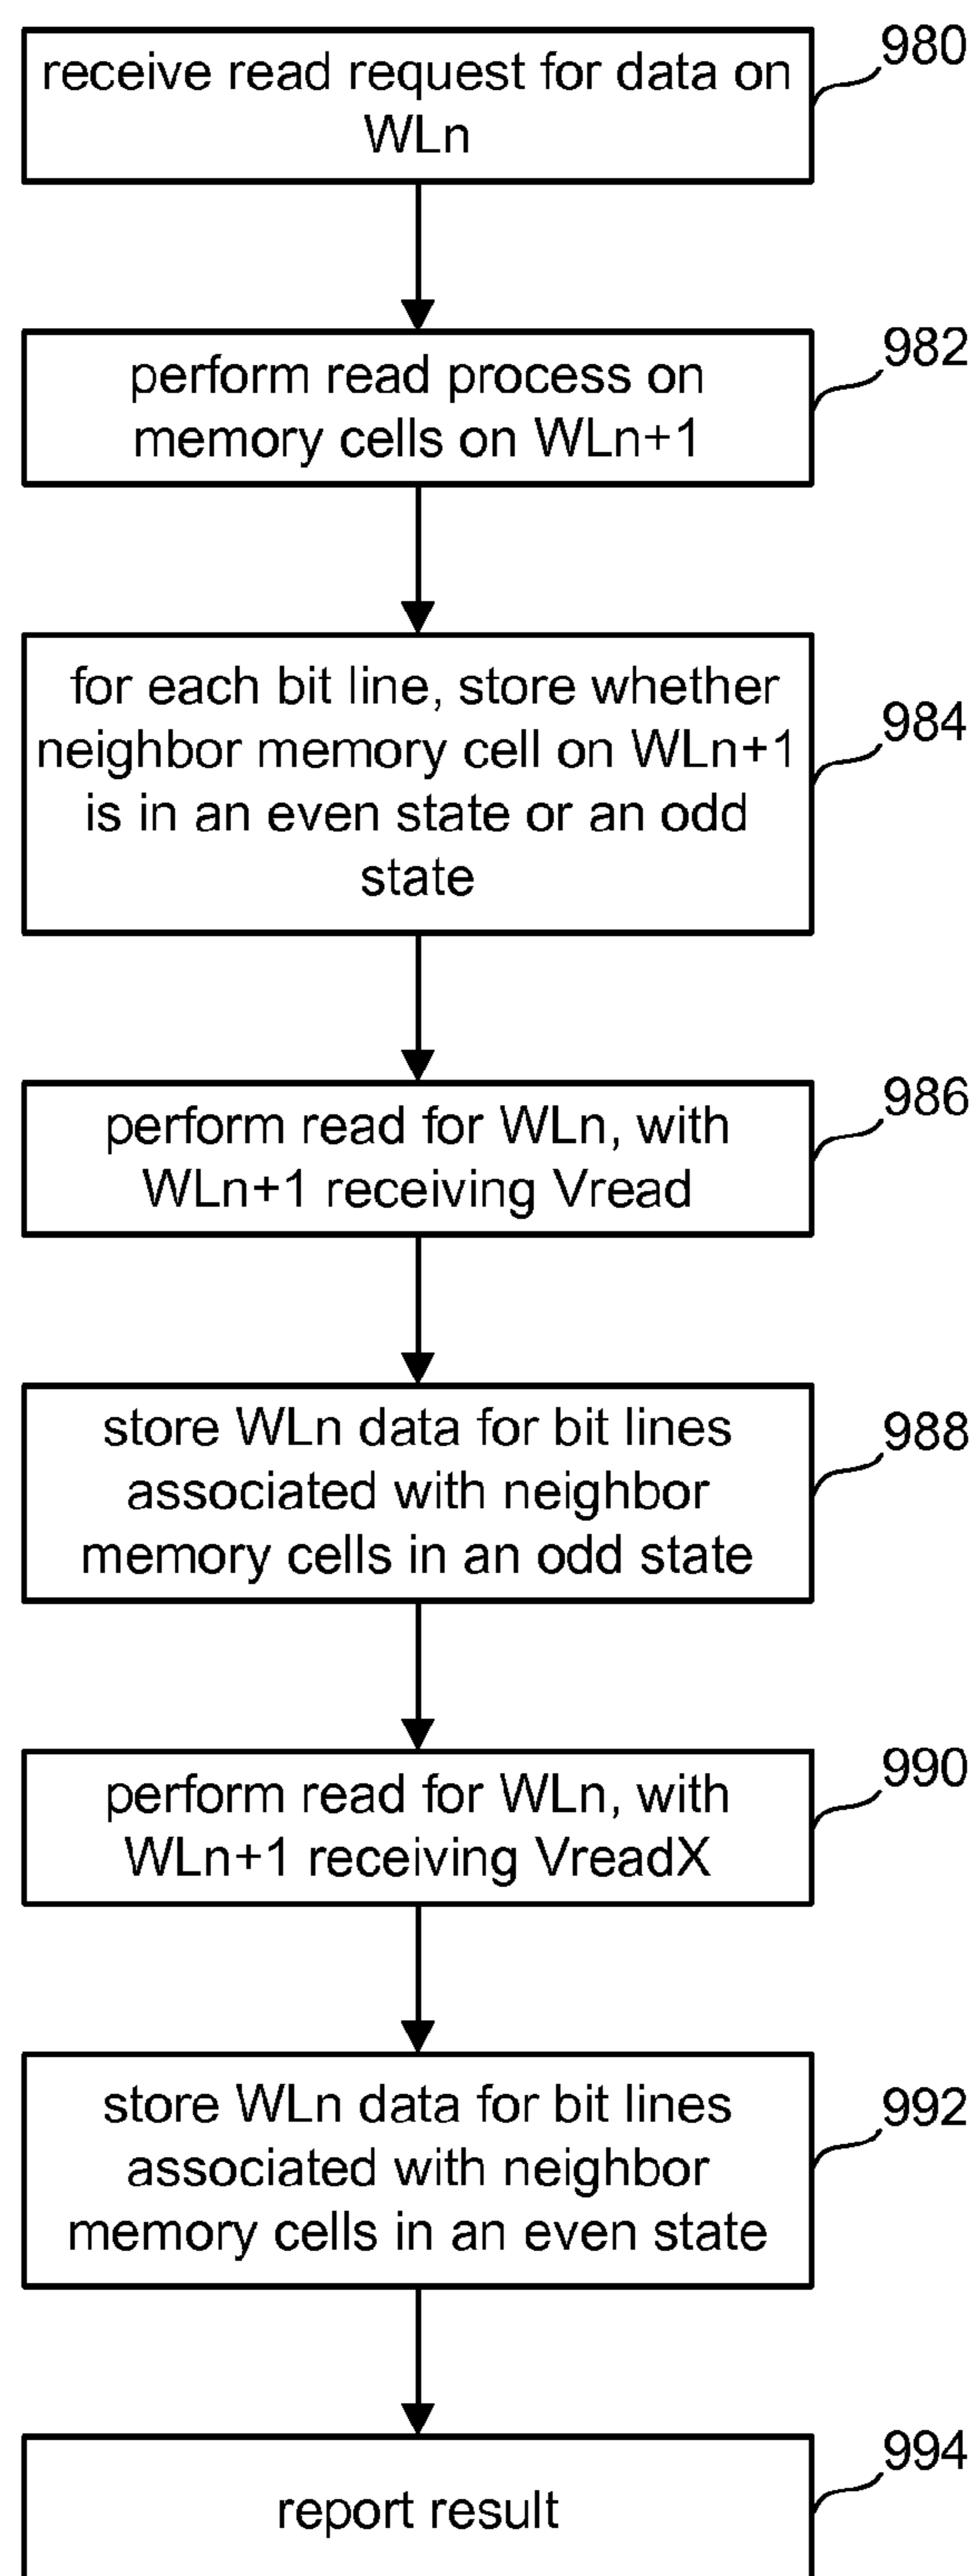 receive read request for data on
WLn
980
perform read process on
memory cells on WLn+1
982
for each bit line, store whether
neighbor memory cell on WLn+1
is in an even state or an odd
state
984
perform read for WLn, with
WLn+1 receiving Vread
986
store WLn data for bit lines
associated with neighbor
memory cells in an odd state
988
perform read for WLn, with
WLn+1 receiving VreadX
990
store WLn data for bit lines
associated with neighbor
memory cells in an even state
992
report result
994